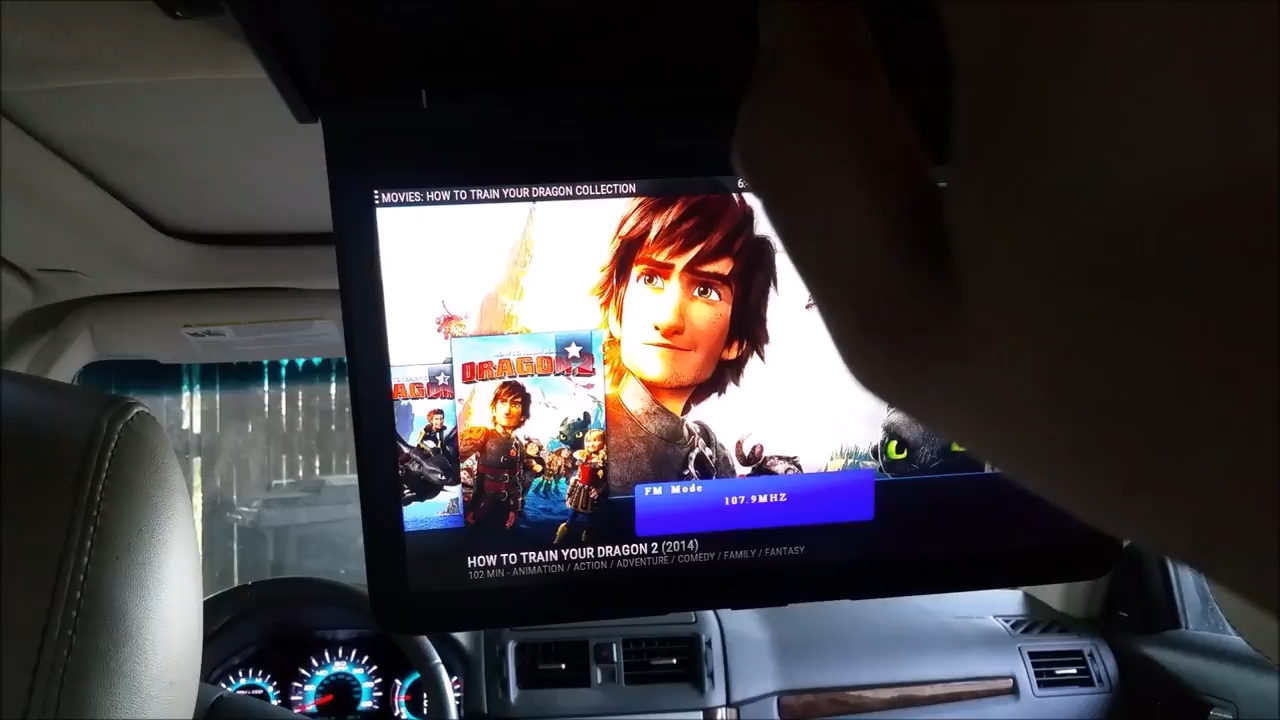 MOVIES: HOW TO TRAIN YOUR DRAGON COLLECTION
6:
DRAGON 2
FM Mode
107.9MHZ
HOW TO TRAIN YOUR DRAGON 2 (2014)
102 MIN - ANIMATION / ACTION / ADVENTURE / COMEDY / FAMILY / FANTASY